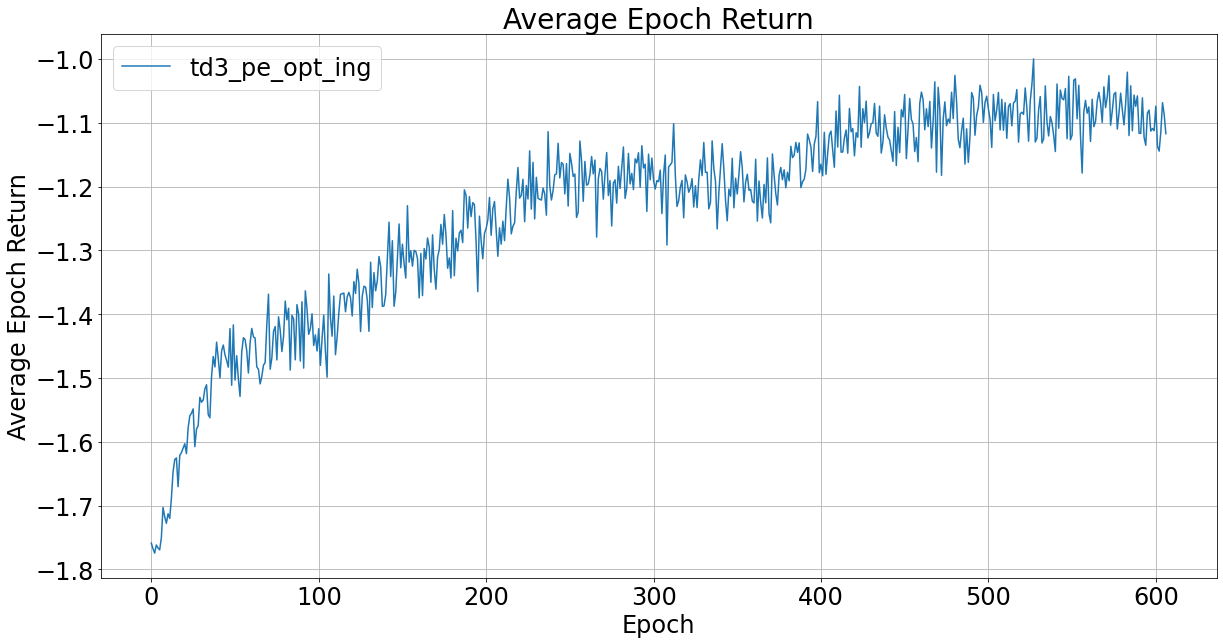 Average Epoch Return
td3_pe_opt_ing
Average Epoch Return
−1.0
−1.1
−1.2
−1.3
−1.4
−1.5
−1.6
−1.7
−1.8
0 100 200 300 400 500 600
Epoch